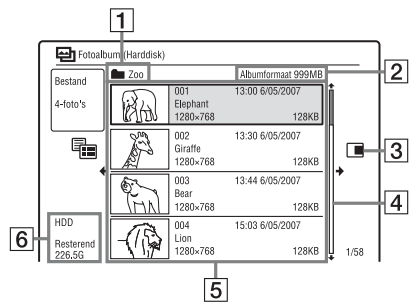 1
Fotoalbum (Harddisk)
Zoo
Albumformaat 999MB
2
Bestand
4-foto's
001 13:00 6/05/2007
Elephant
1280×768 128KB
002 13:30 6/05/2007
Giraffe
1280×768 128KB
3
003 13:44 6/05/2007
Bear
1280×768 128KB
4
004 15:03 6/05/2007
Lion
1280×768 128KB
1/58
6
HDD
Resterend
226.5G
5